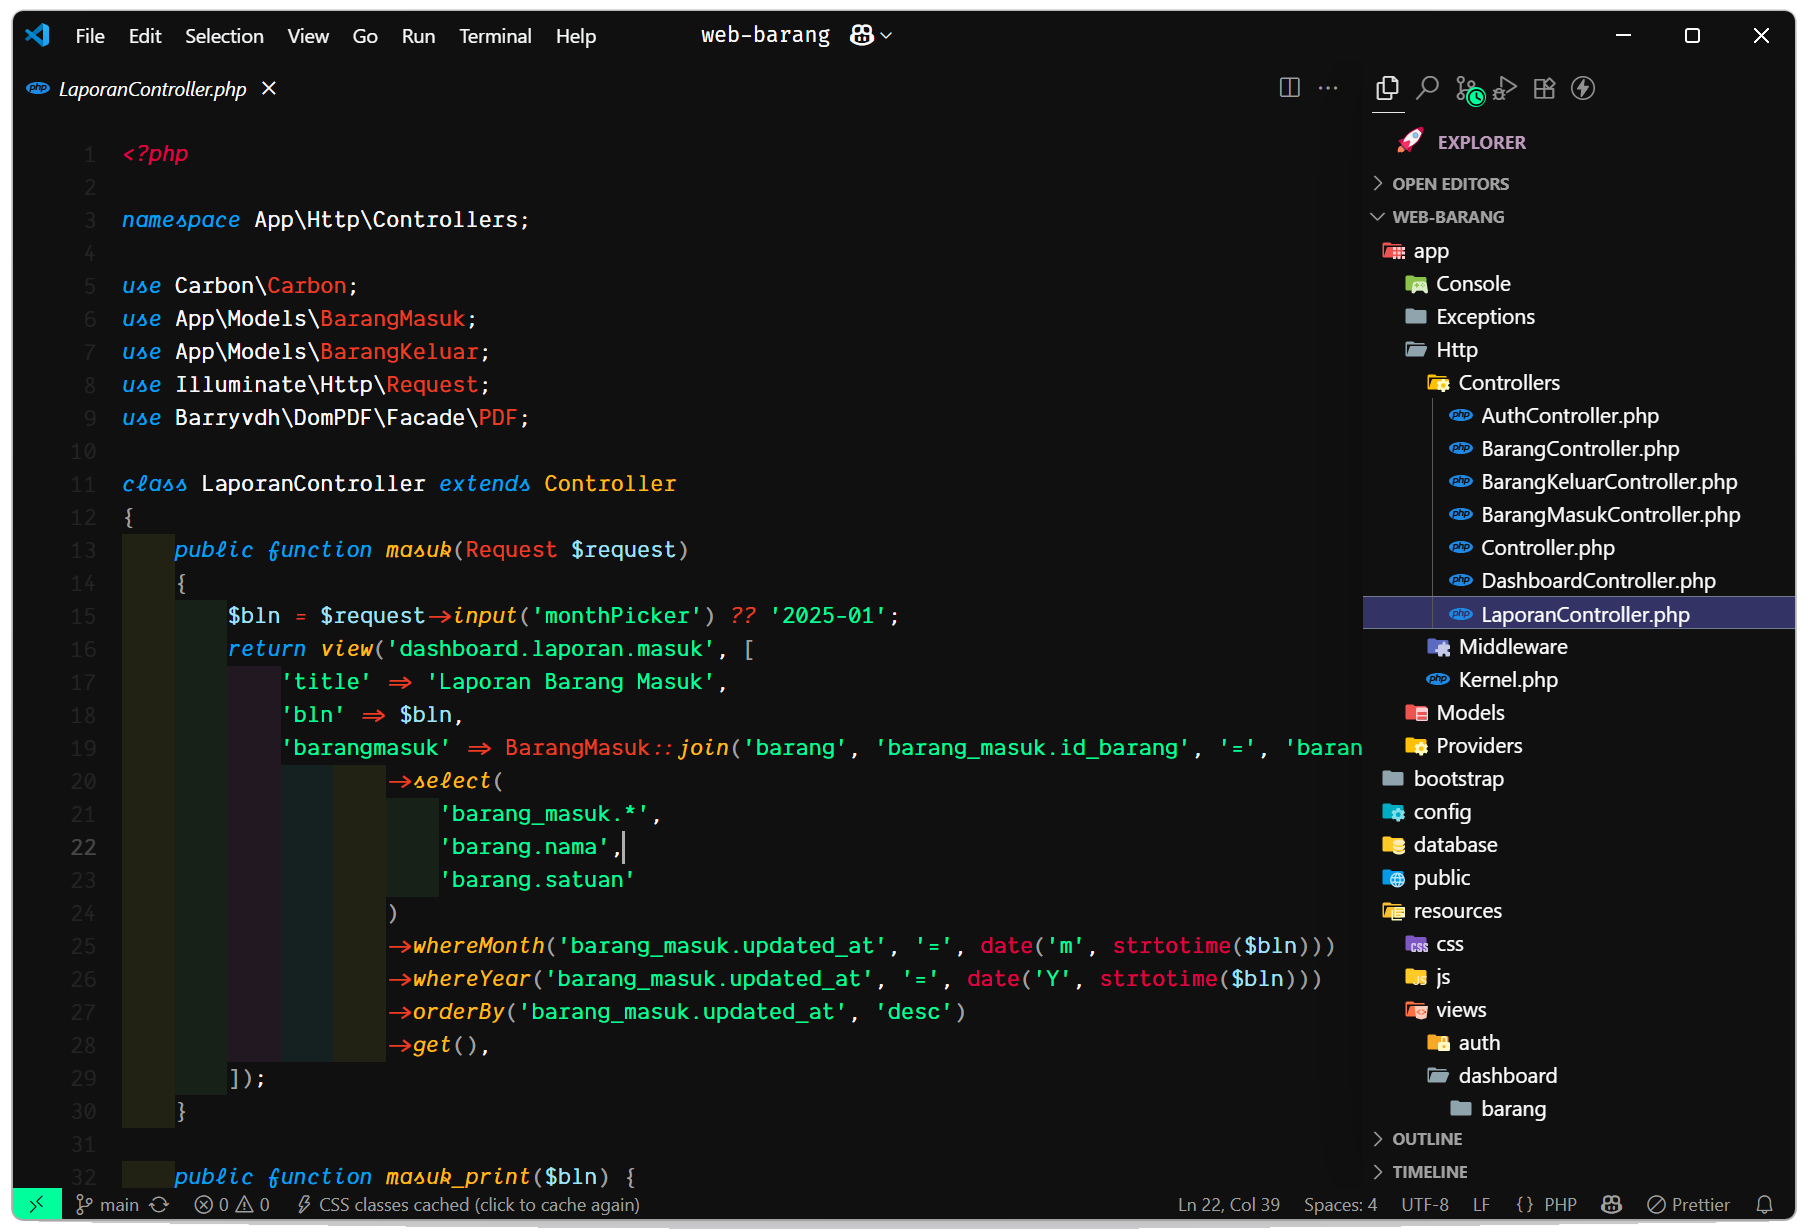 File Edit Selection View Go Run Terminal Help web-barang
php LaporanController.php
1 <?php
2
3 namespace App\Http\Controllers;
4
5 use Carbon\Carbon;
6 use App\Models\BarangMasuk;
7 use App\Models\BarangKeluar;
8 use Illuminate\Http\Request;
9 use Barryvdh\DomPDF\Facade\PDF;
10
11 class LaporanController extends Controller
12 {
13 public function masuk(Request $request)
14 {
15 $bln = $request->input('monthPicker') ?? '2025-01';
16 return view('dashboard.laporan.masuk', [
17 'title' => 'Laporan Barang Masuk',
18 'bln' => $bln,
19 'barangmasuk' => BarangMasuk::join('barang', 'barang_masuk.id_barang', '=', 'baran
20 ->select(
21 'barang_masuk.*',
22 'barang.nama',
23 'barang.satuan'
24 )
25 ->whereMonth('barang_masuk.updated_at', '=', date('m', strtotime($bln)))
26 ->whereYear('barang_masuk.updated_at', '=', date('Y', strtotime($bln)))
27 ->orderBy('barang_masuk.updated_at', 'desc')
28 ->get(),
29 ]);
30 }
31
32 public function masuk_print($bln) {
EXPLORER
OPEN EDITORS
WEB-BARANG
app
Console
Exceptions
Http
Controllers
php AuthController.php
php BarangController.php
php BarangKeluarController.php
php BarangMasukController.php
php Controller.php
php DashboardController.php
php LaporanController.php
Middleware
php Kernel.php
Models
Providers
bootstrap
config
database
public
resources
css
js
views
auth
dashboard
barang
OUTLINE
TIMELINE
main 0 0 CSS classes cached (click to cache again) Ln 22, Col 39 Spaces: 4 UTF-8 LF {} PHP Prettier